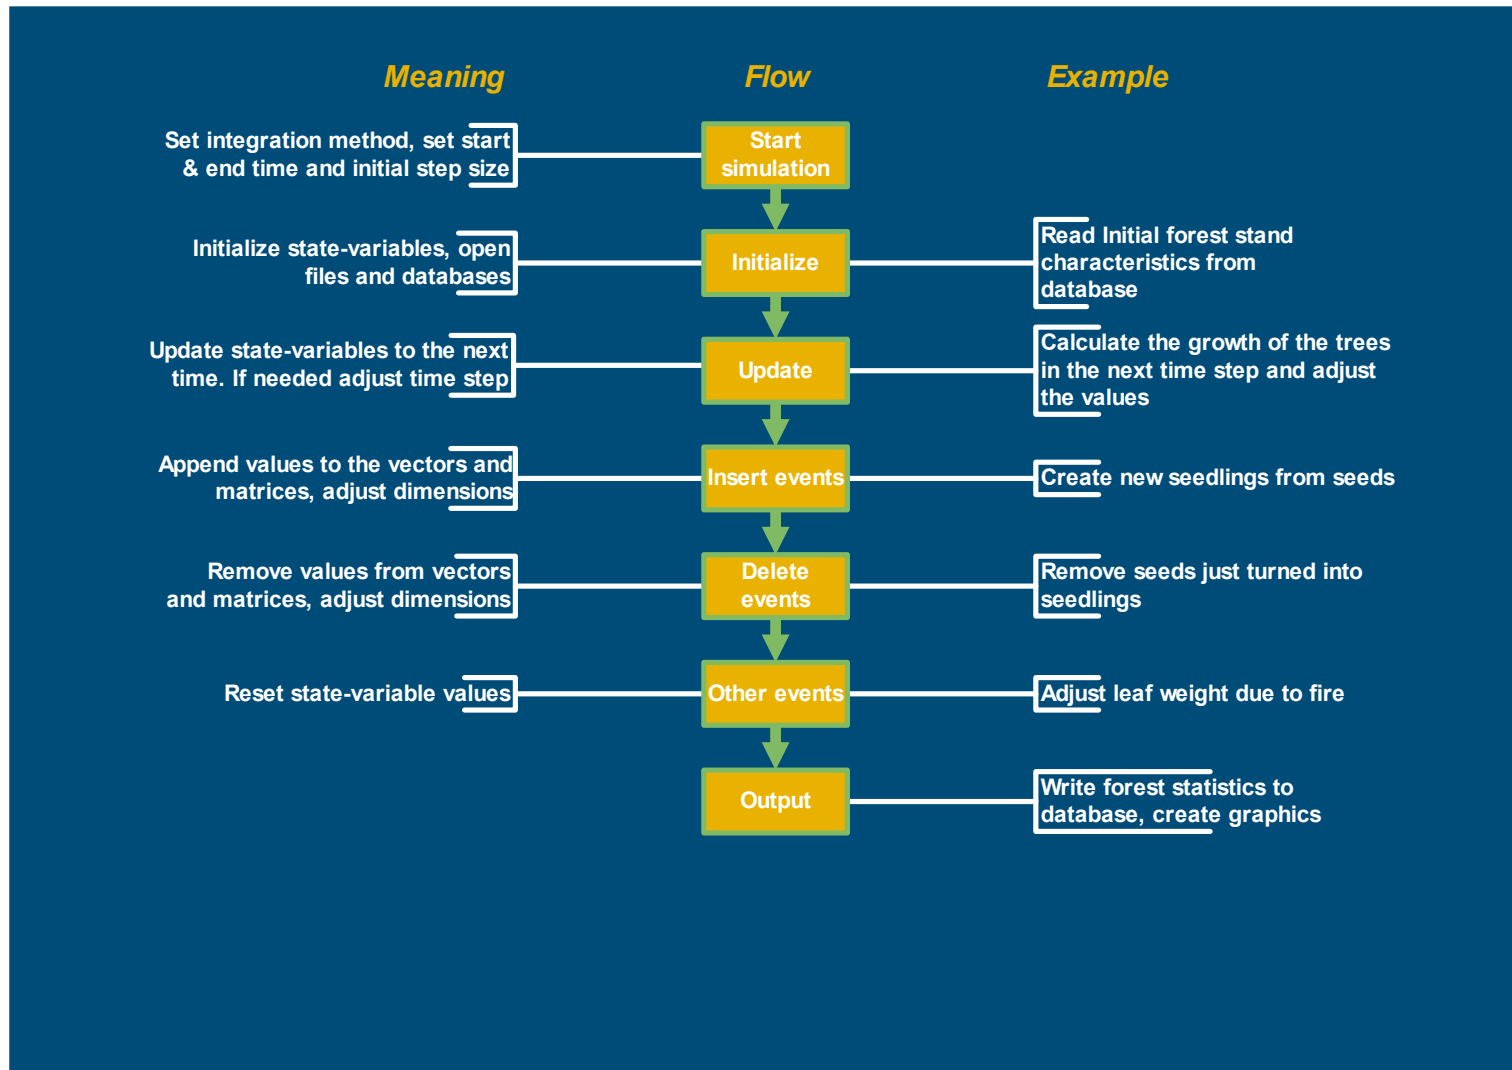 Meaning
Flow
Example
Set integration method, set start
& end time and initial step size
Start
simulation
Initialize state-variables, open
files and databases
Initialize
Read Initial forest stand
characteristics from
database
Update state-variables to the next
time. If needed adjust time step
Update
Calculate the growth of the trees
in the next time step and adjust
the values
Append values to the vectors and
matrices, adjust dimensions
Insert events
Create new seedlings from seeds
Remove values from vectors
and matrices, adjust dimensions
Delete
events
Remove seeds just turned into
seedlings
Reset state-variable values
Other events
Adjust leaf weight due to fire
Output
Write forest statistics to
database, create graphics